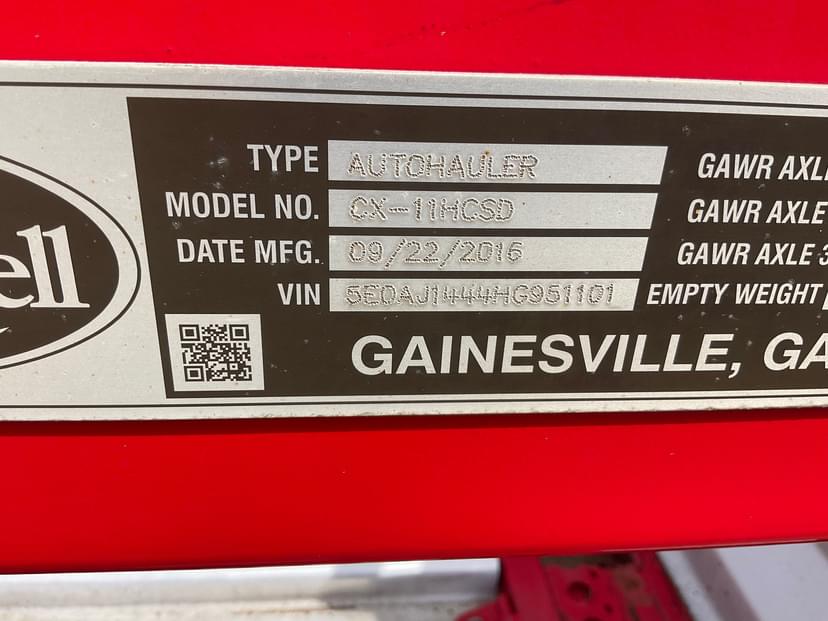 ell
TYPE AUTOHAULER GAWR AXLE
MODEL NO. CX-11HCSD GAWR AXLE
DATE MFG. 09/22/2016 GAWR AXLE 3
VIN 5E0AJ1444HG951101 EMPTY WEIGHT
GAINESVILLE, GA